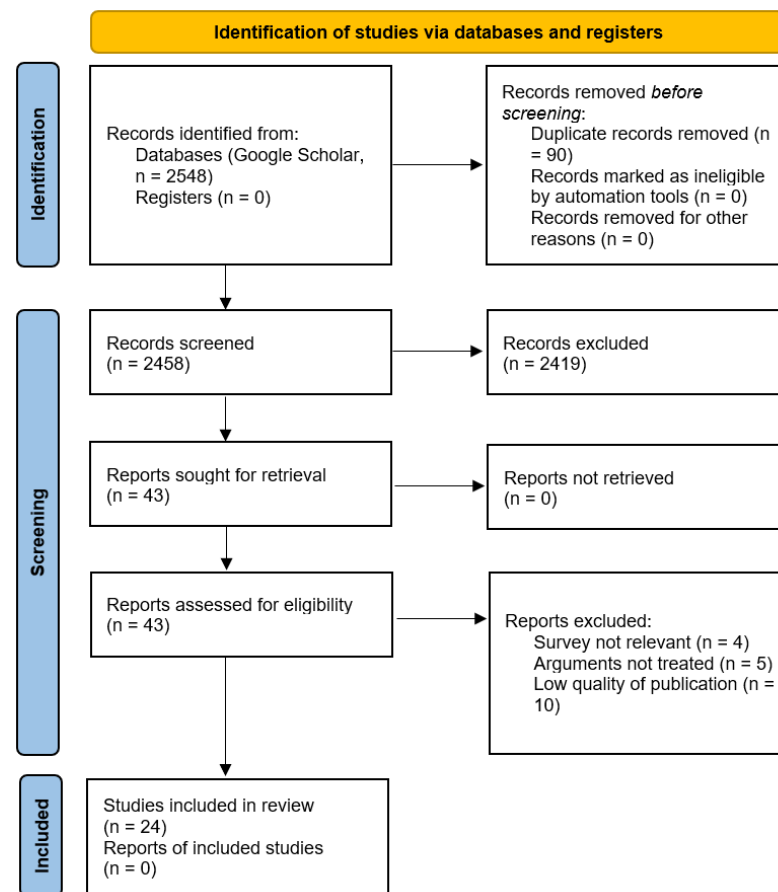 Identification of studies via databases and registers
Identification
Records identified from:
Databases (Google Scholar,
n = 2548)
Registers (n = 0)
Records removed before
screening:
Duplicate records removed (n
= 90)
Records marked as ineligible
by automation tools (n = 0)
Records removed for other
reasons (n = 0)
Screening
Records screened
(n = 2458)
Records excluded
(n = 2419)
Reports sought for retrieval
(n = 43)
Reports not retrieved
(n = 0)
Reports assessed for eligibility
(n = 43)
Reports excluded:
Survey not relevant (n = 4)
Arguments not treated (n = 5)
Low quality of publication (n =
10)
Included
Studies included in review
(n = 24)
Reports of included studies
(n = 0)